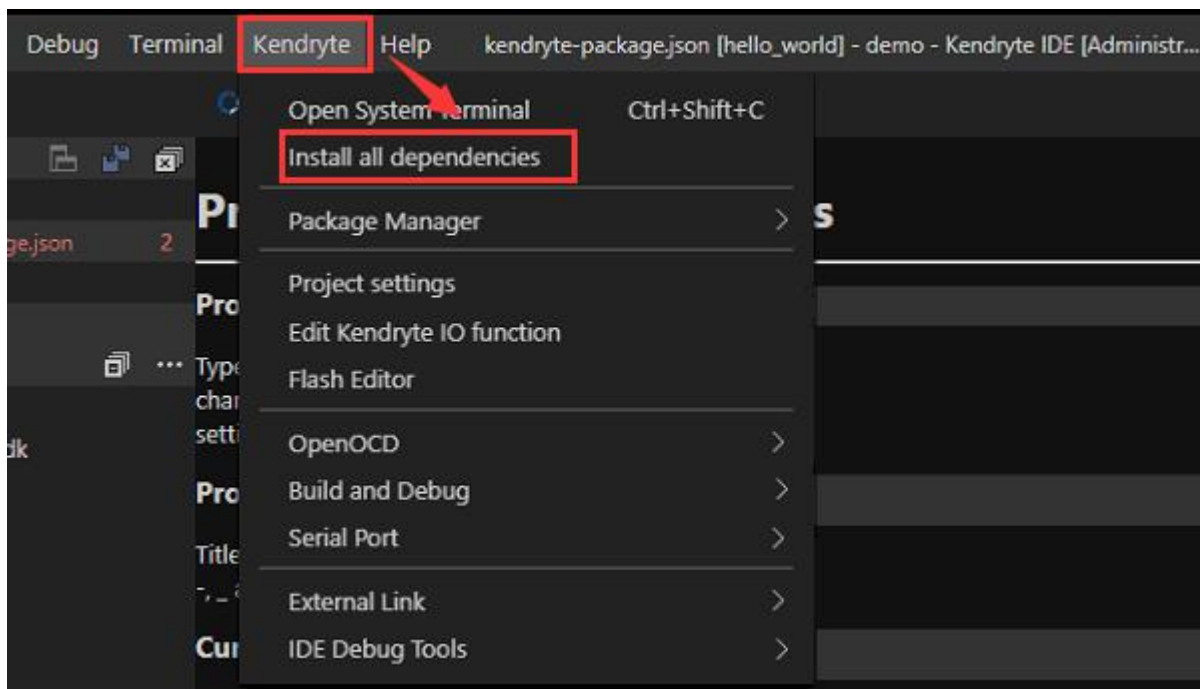 Debug Terminal Kendryte Help kendryte-package.json [hello_world] - demo - Kendryte IDE [Administr...
Open System Terminal Ctrl+Shift+C
Install all dependencies
Package Manager
ge.json 2
Project settings
Pro
Edit Kendryte IO function
Type
Flash Editor
char
setti
OpenOCD
dk
Build and Debug
Pro
Serial Port
Title
-, _ a
External Link
Cur
IDE Debug Tools